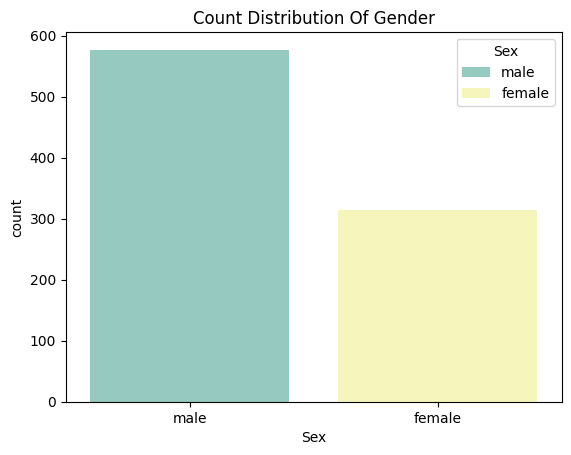 Count Distribution Of Gender
600
500
400
300
200
100
0
count
Sex
male
female
male
female
Sex